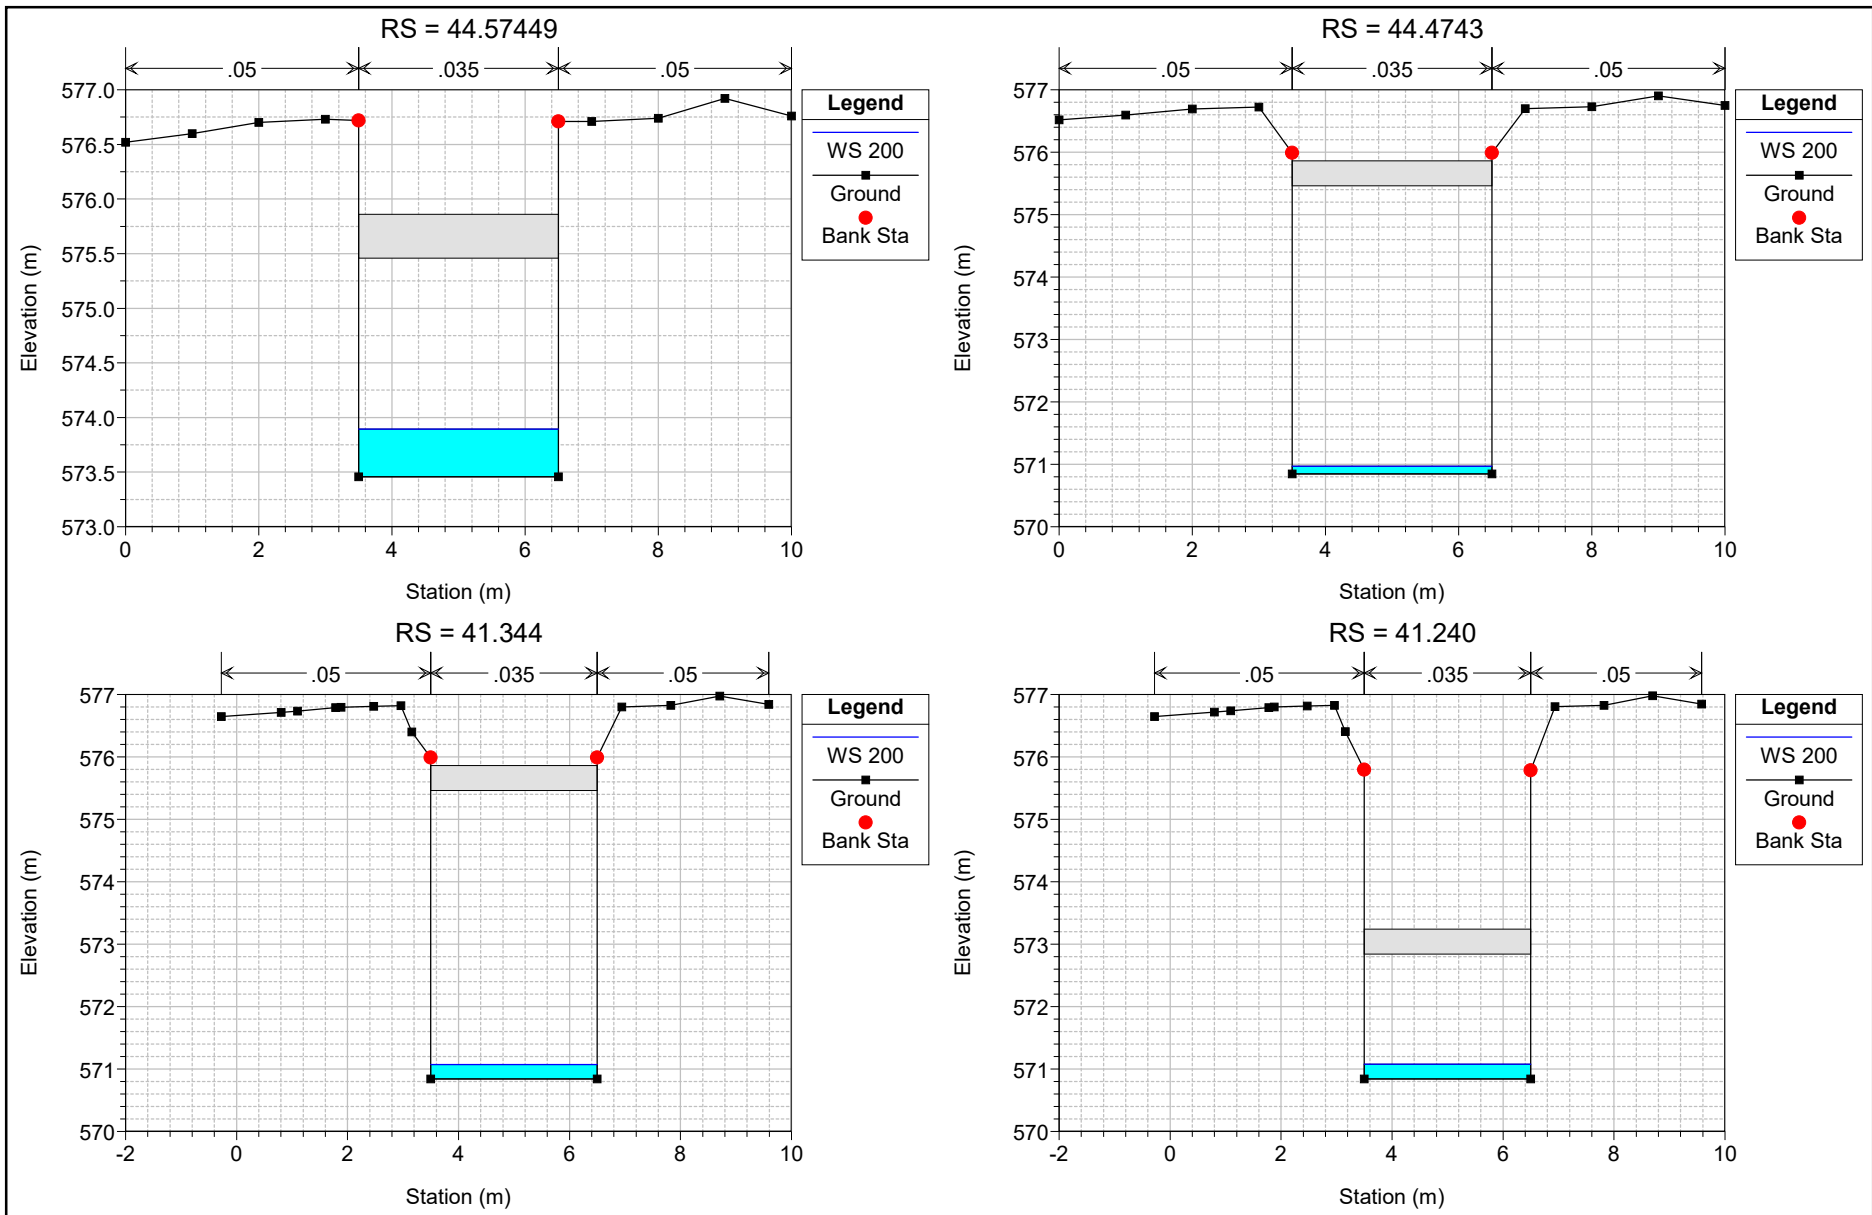 RS = 44.57449
.05 .035 .05
577.0
576.5
576.0
575.5
575.0
574.5
574.0
573.5
573.0
0 2 4 6 8 10
Station (m)
Elevation (m)
Legend
WS 200
Ground
Bank Sta
RS = 44.4743
.05 .035 .05
577
576
575
574
573
572
571
570
0 2 4 6 8 10
Station (m)
Elevation (m)
Legend
WS 200
Ground
Bank Sta
RS = 41.344
.05 .035 .05
577
576
575
574
573
572
571
570
-2 0 2 4 6 8 10
Station (m)
Elevation (m)
Legend
WS 200
Ground
Bank Sta
RS = 41.240
.05 .035 .05
577
576
575
574
573
572
571
570
-2 0 2 4 6 8 10
Station (m)
Elevation (m)
Legend
WS 200
Ground
Bank Sta